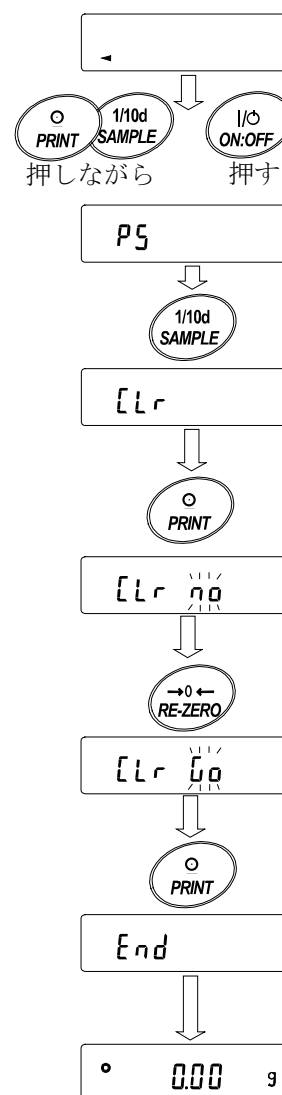 1/10d
PRINT SAMPLE ON:OFF
押しながら 押す
PS
1/10d
SAMPLE
CLr
PRINT
CLr no
→0←
RE-ZERO
CLr Go
PRINT
End
0.00 g